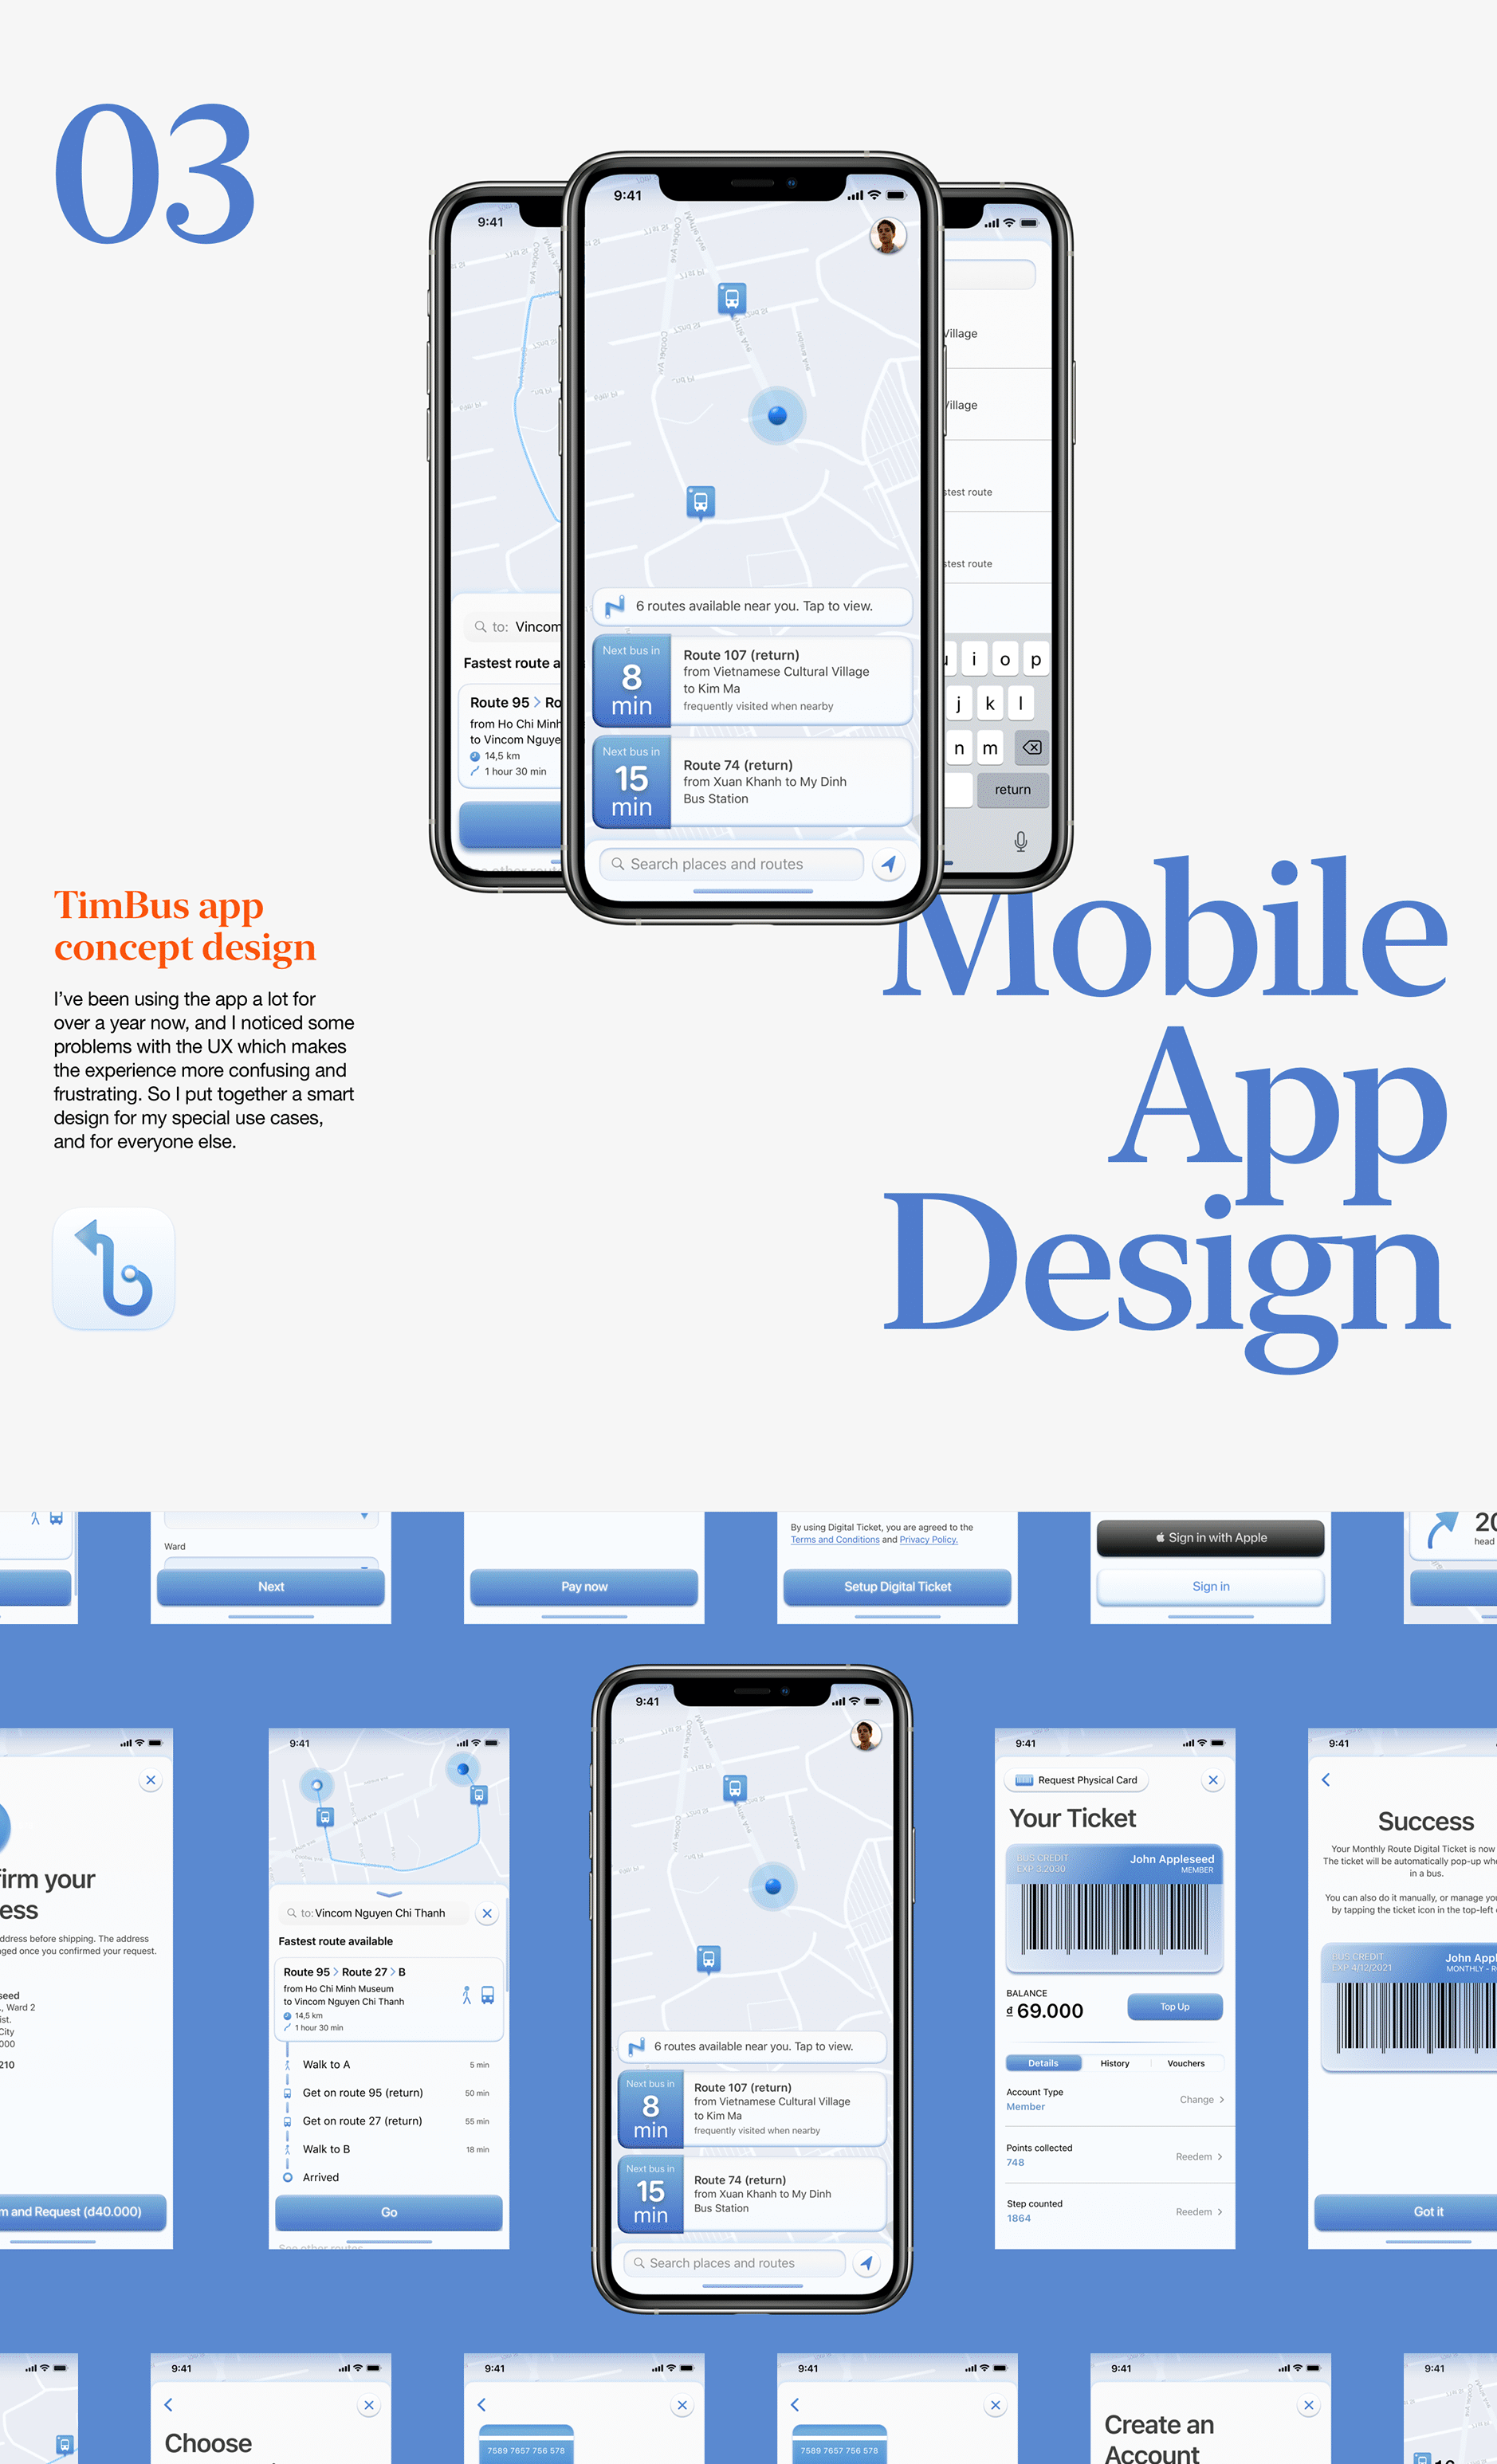 03
9:41
9:41
Village
Village
fastest route
fastest route
6 routes available near you. Tap to view.
to: Vincom
Fastest route a
Route 95 > Ro
from Ho Chi Minh
to Vincom Nguye
14,5 km
1 hour 30 min
Next bus in
8
min
Route 107 (return)
from Vietnamese Cultural Village
to Kim Ma
frequently visited when nearby
Next bus in
15
min
Route 74 (return)
from Xuan Khanh to My Dinh
Bus Station
Search places and routes
u i o p
j k l
n m
return
TimBus app
concept design
I've been using the app a lot for
over a year now, and I noticed some
problems with the UX which makes
the experience more confusing and
frustrating. So I put together a smart
design for my special use cases,
and for everyone else.
Mobile
App
Design
Ward
Next
Pay now
By using Digital Ticket, you are agreed to the
Terms and Conditions and Privacy Policy.
Setup Digital Ticket
Sign in with Apple
Sign in
20
head
irm your
ess
ddress before shipping. The address
nged once you confirmed your request.
seed
., Ward 2
ist.
City
000
210
m and Request (đ40.000)
9:41
to: Vincom Nguyen Chi Thanh
Fastest route available
Route 95 > Route 27 > B
from Ho Chi Minh Museum
to Vincom Nguyen Chi Thanh
14,5 km
1 hour 30 min
Walk to A 5 min
Get on route 95 (return) 50 min
Get on route 27 (return) 55 min
Walk to B 18 min
Arrived
Go
See other routes
9:41
6 routes available near you. Tap to view.
Next bus in
8
min
Route 107 (return)
from Vietnamese Cultural Village
to Kim Ma
frequently visited when nearby
Next bus in
15
min
Route 74 (return)
from Xuan Khanh to My Dinh
Bus Station
Search places and routes
9:41
Request Physical Card
Your Ticket
BUS CREDIT
EXP 3.2030
John Appleseed
MEMBER
BALANCE
đ 69.000
Top Up
Details History Vouchers
Account Type
Member
Change >
Points collected
748
Reedem >
Step counted
1864
Reedem >
9:41
Success
Your Monthly Route Digital Ticket is now
The ticket will be automatically pop-up whe
in a bus.
You can also do it manually, or manage yo
by tapping the ticket icon in the top-left
BUS CREDIT
EXP 4/12/2021
John Appl
MONTHLY - R
Got it
9:41
Choose
9:41
7589 7657 756 578
9:41
7589 7657 756 578
9:41
Create an
Account
9:41